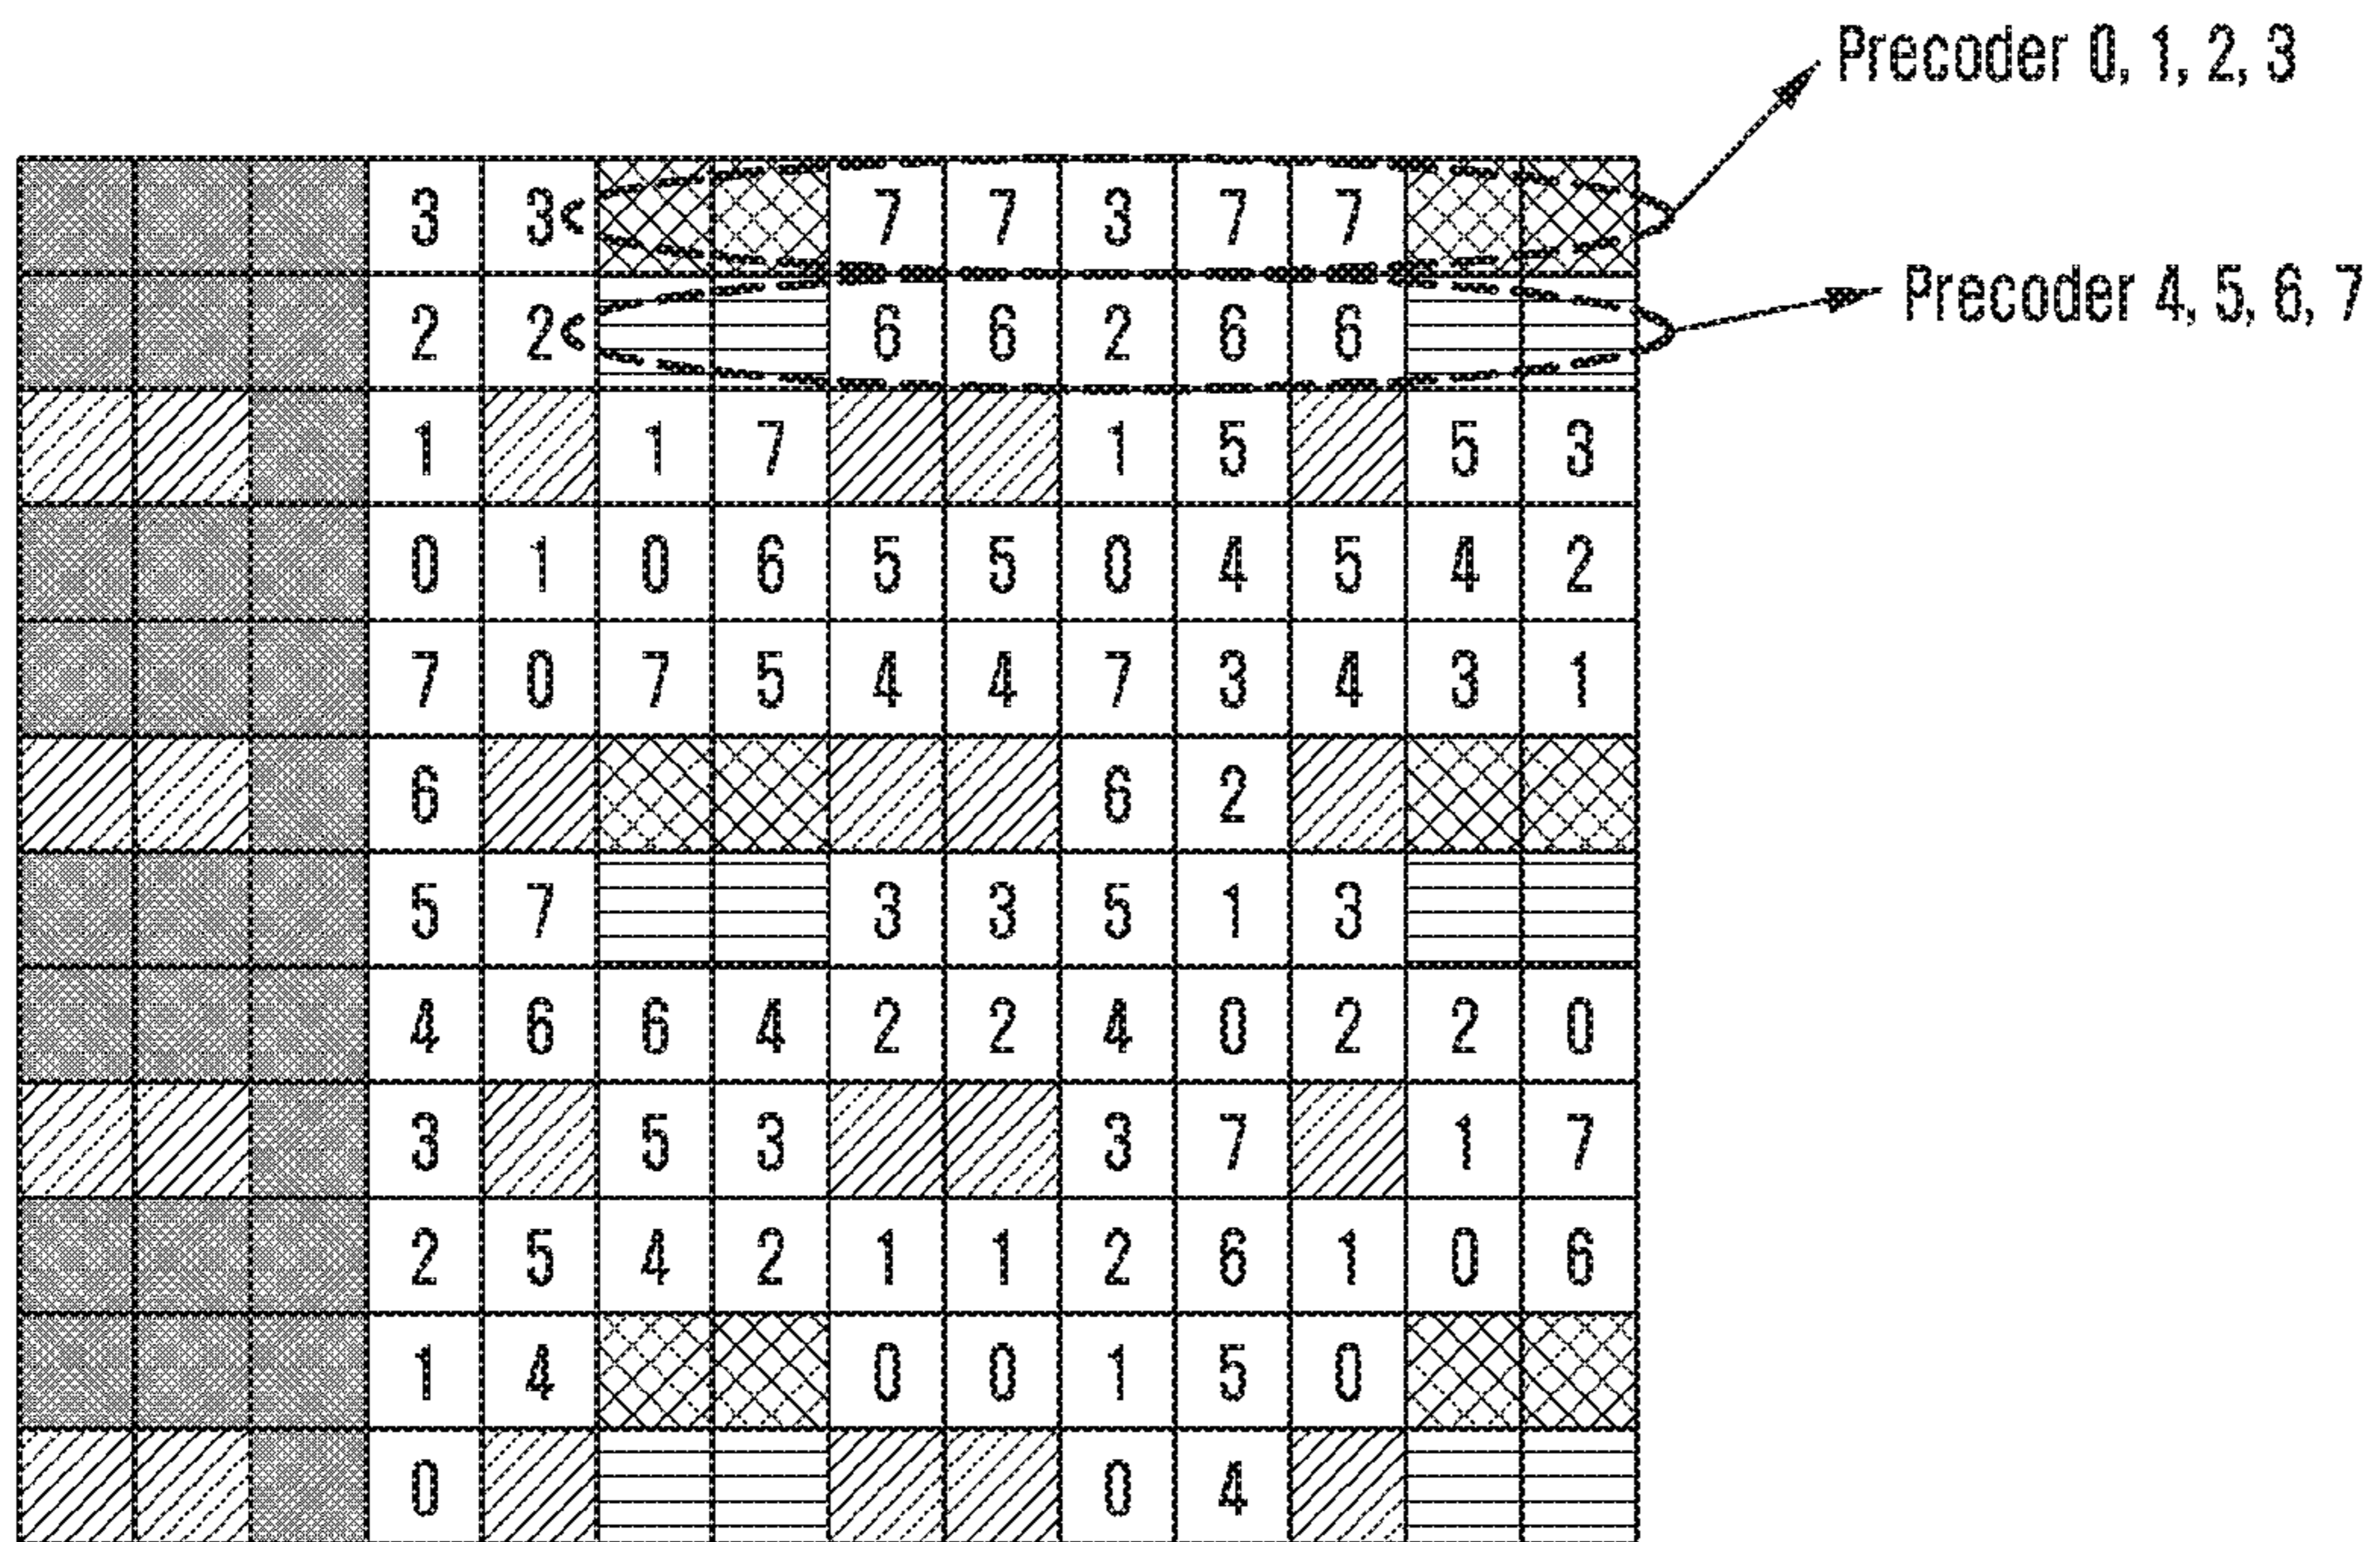 Precoder 0, 1, 2, 3
3 3 7 7 3 7 7
Precoder 4, 5, 6, 7
2 2 6 6 2 6 6
1 1 7 1 5 5 3
0 1 0 6 5 5 0 4 5 4 2
7 0 7 5 4 4 7 3 4 3 1
6 6 2
5 7 3 3 5 1 3
4 6 6 4 2 2 4 0 2 2 0
3 5 3 3 7 1 7
2 5 4 2 1 1 2 6 1 0 6
1 4 0 0 1 5 0
0 0 4